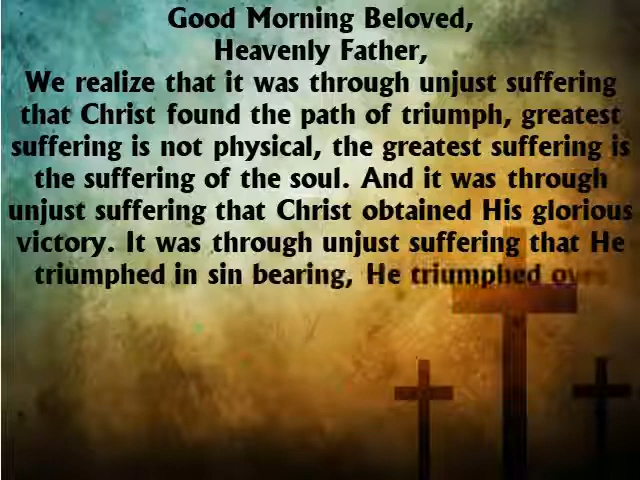 Good Morning Beloved,
Heavenly Father,
We realize that it was through unjust suffering
that Christ found the path of triumph, greatest
suffering is not physical, the greatest suffering is
the suffering of the soul. And it was through
unjust suffering that Christ obtained His glorious
victory. It was through unjust suffering that He
triumphed in sin bearing, He triumphed